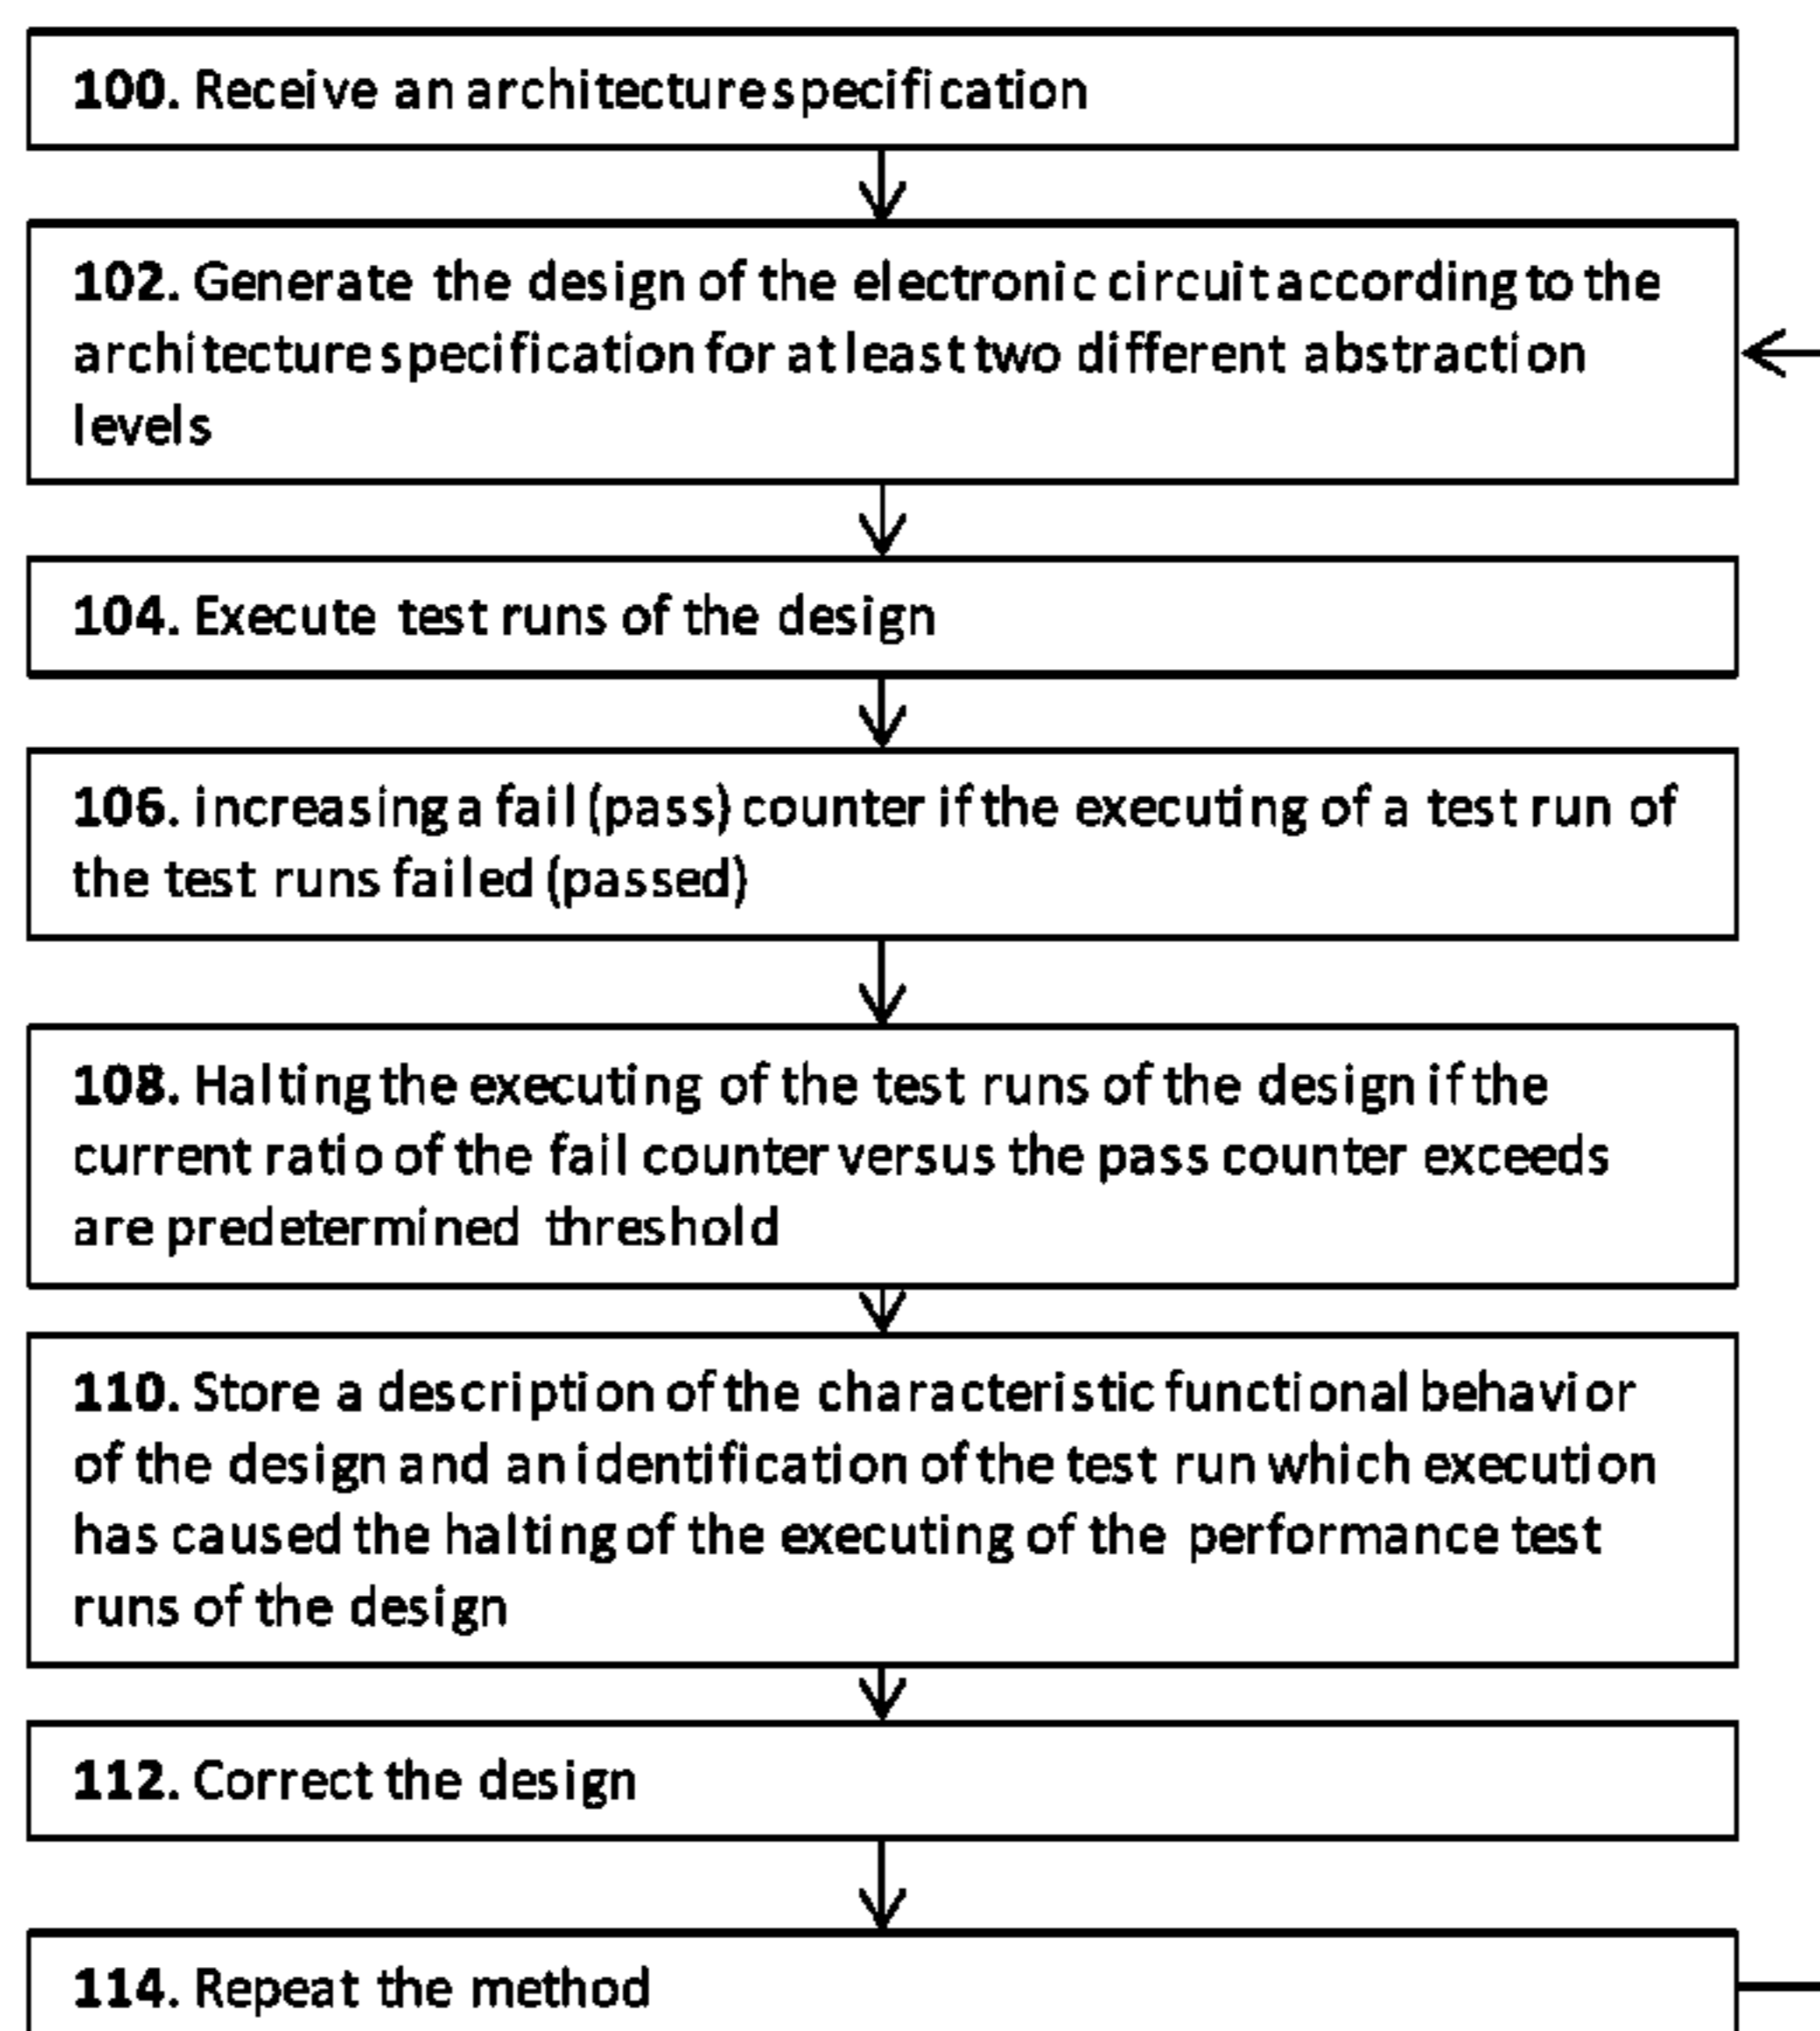 100. Receive an architecture specification
102. Generate the design of the electronic circuit according to the
architecture specification for at least two different abstraction
levels
104. Execute test runs of the design
106. increasing a fail (pass) counter if the executing of a test run of
the test runs failed (passed)
108. Halting the executing of the test runs of the design if the
current ratio of the fail counter versus the pass counter exceeds
are predetermined threshold
110. Store a description of the characteristic functional behavior
of the design and an identification of the test run which execution
has caused the halting of the executing of the performance test
runs of the design
112. Correct the design
114. Repeat the method